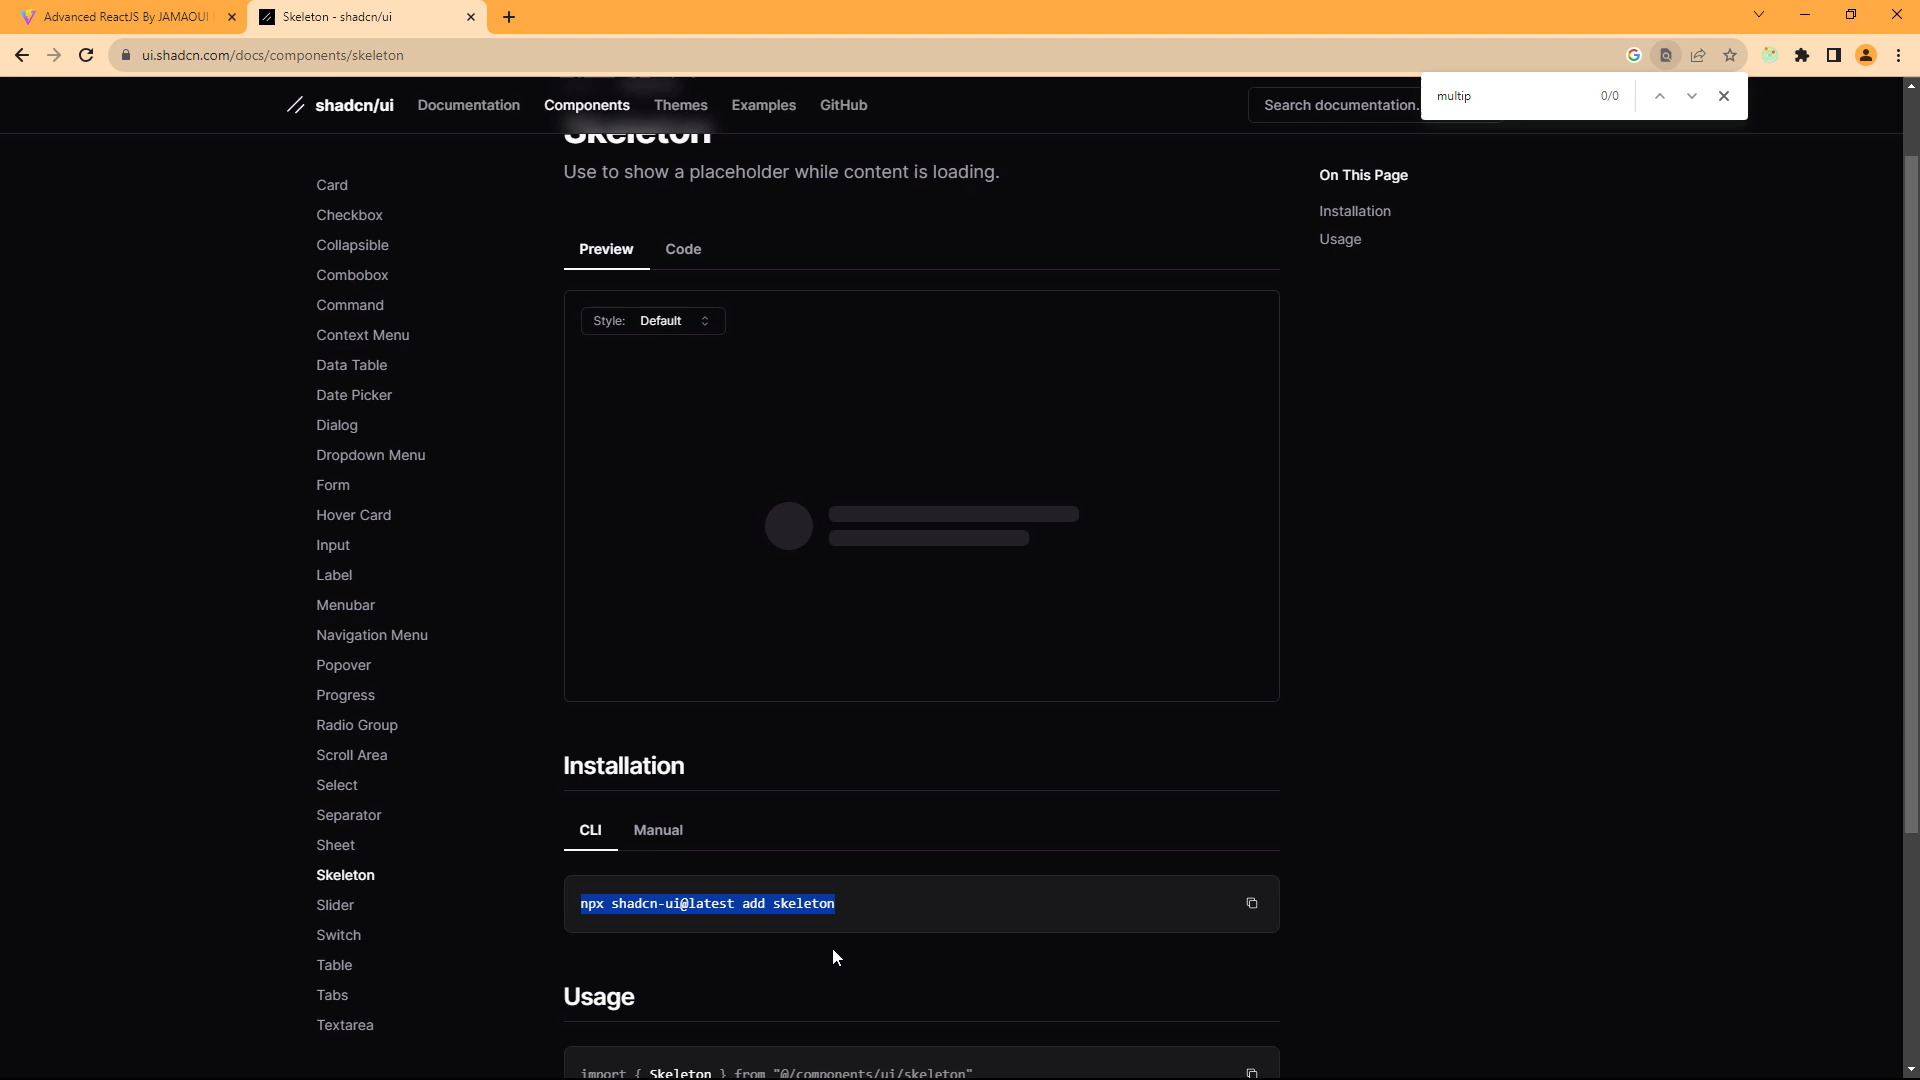 Advanced ReactJS By JAMAOUI
Skeleton - shadcn/ui
ui.shadcn.com/docs/components/skeleton
multip
0/0
shadcn/ui
Documentation
Components
Themes
Examples
GitHub
Search documentation.
Skeleton
Use to show a placeholder while content is loading.
Card
Checkbox
Collapsible
Combobox
Command
Context Menu
Data Table
Date Picker
Dialog
Dropdown Menu
Form
Hover Card
Input
Label
Menubar
Navigation Menu
Popover
Progress
Radio Group
Scroll Area
Select
Separator
Sheet
Skeleton
Slider
Switch
Table
Tabs
Textarea
Preview
Code
Style: Default
Installation
CLI
Manual
npx shadcn-ui@latest add skeleton
Usage
import { Skeleton } from "@/components/ui/skeleton"
On This Page
Installation
Usage